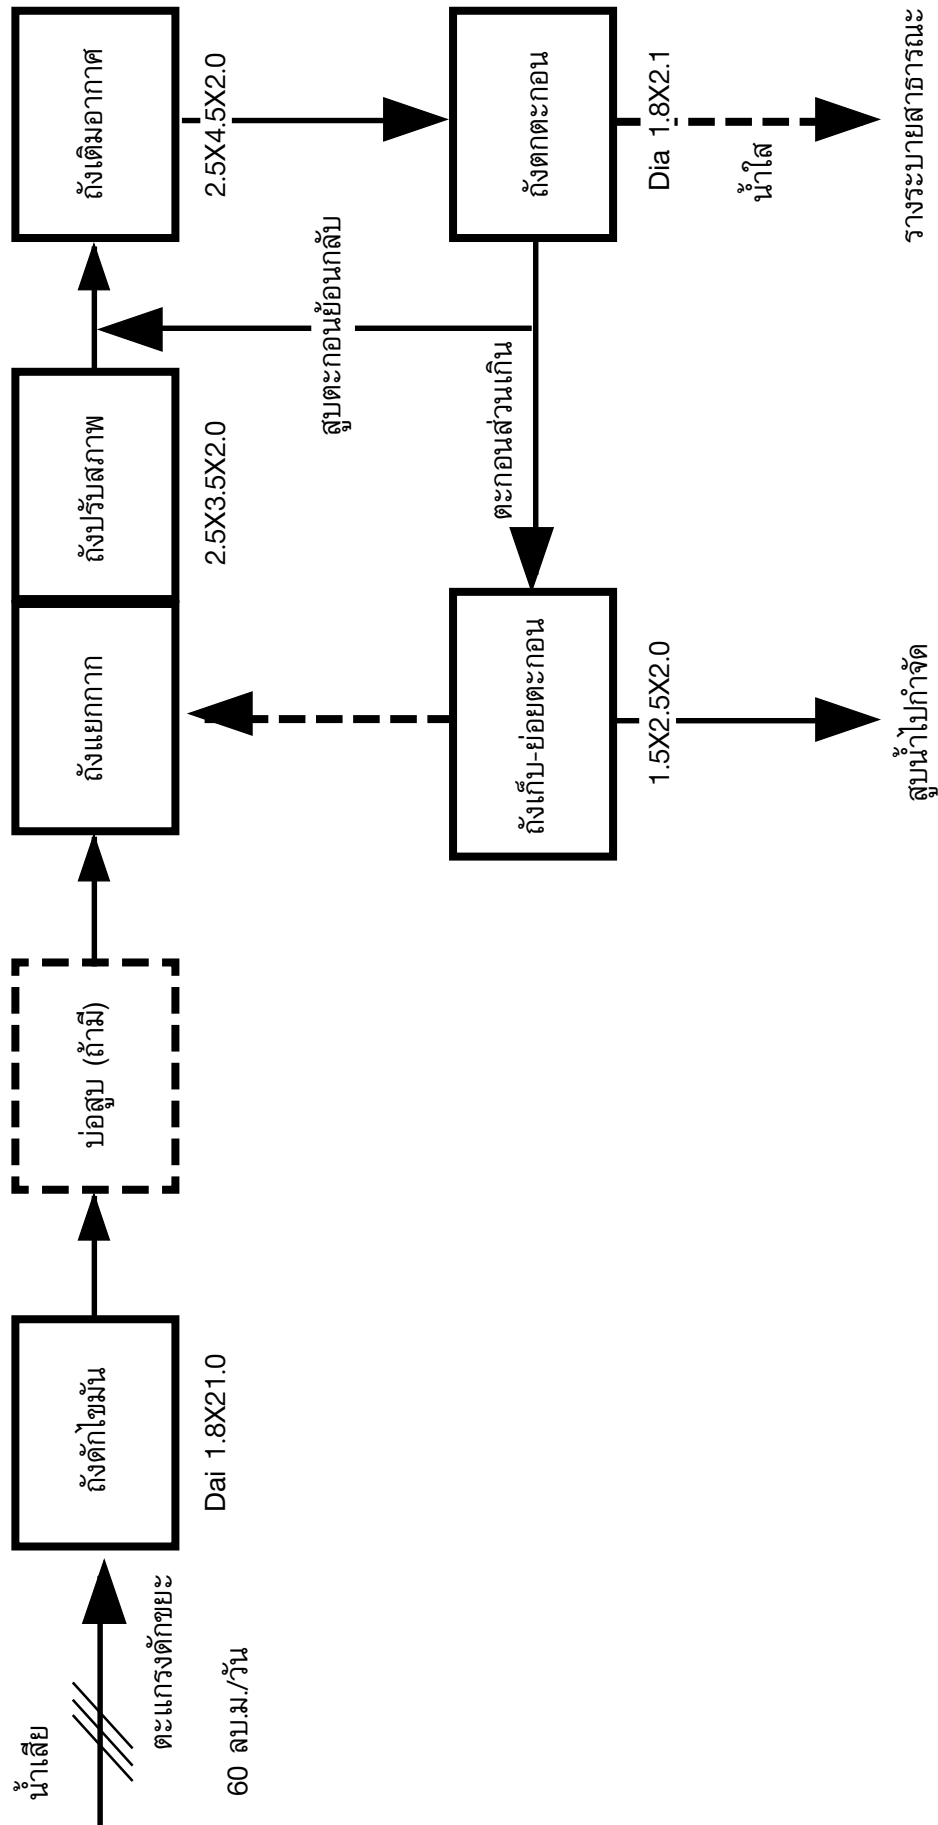 น้ำเสีย
ตะแกรงดักขยะ
60 ลบ.ม./วัน
ถังดักไขมัน
Dai 1.8X21.0
บ่อสูบ (ถ้ามี)
ถังแยกกาก
ถังปรับสภาพ
2.5X3.5X2.0
ถังเติมอากาศ
2.5X4.5X2.0
สูบตะกอนย้อนกลับ
ตะกอนส่วนเกิน
ถังตกตะกอน
Dia 1.8X2.1
น้ำใส
รางระบายสาธารณะ
ถังเก็บ-ย่อยตะกอน
1.5X2.5X2.0
สูบน้ำไปกำจัด